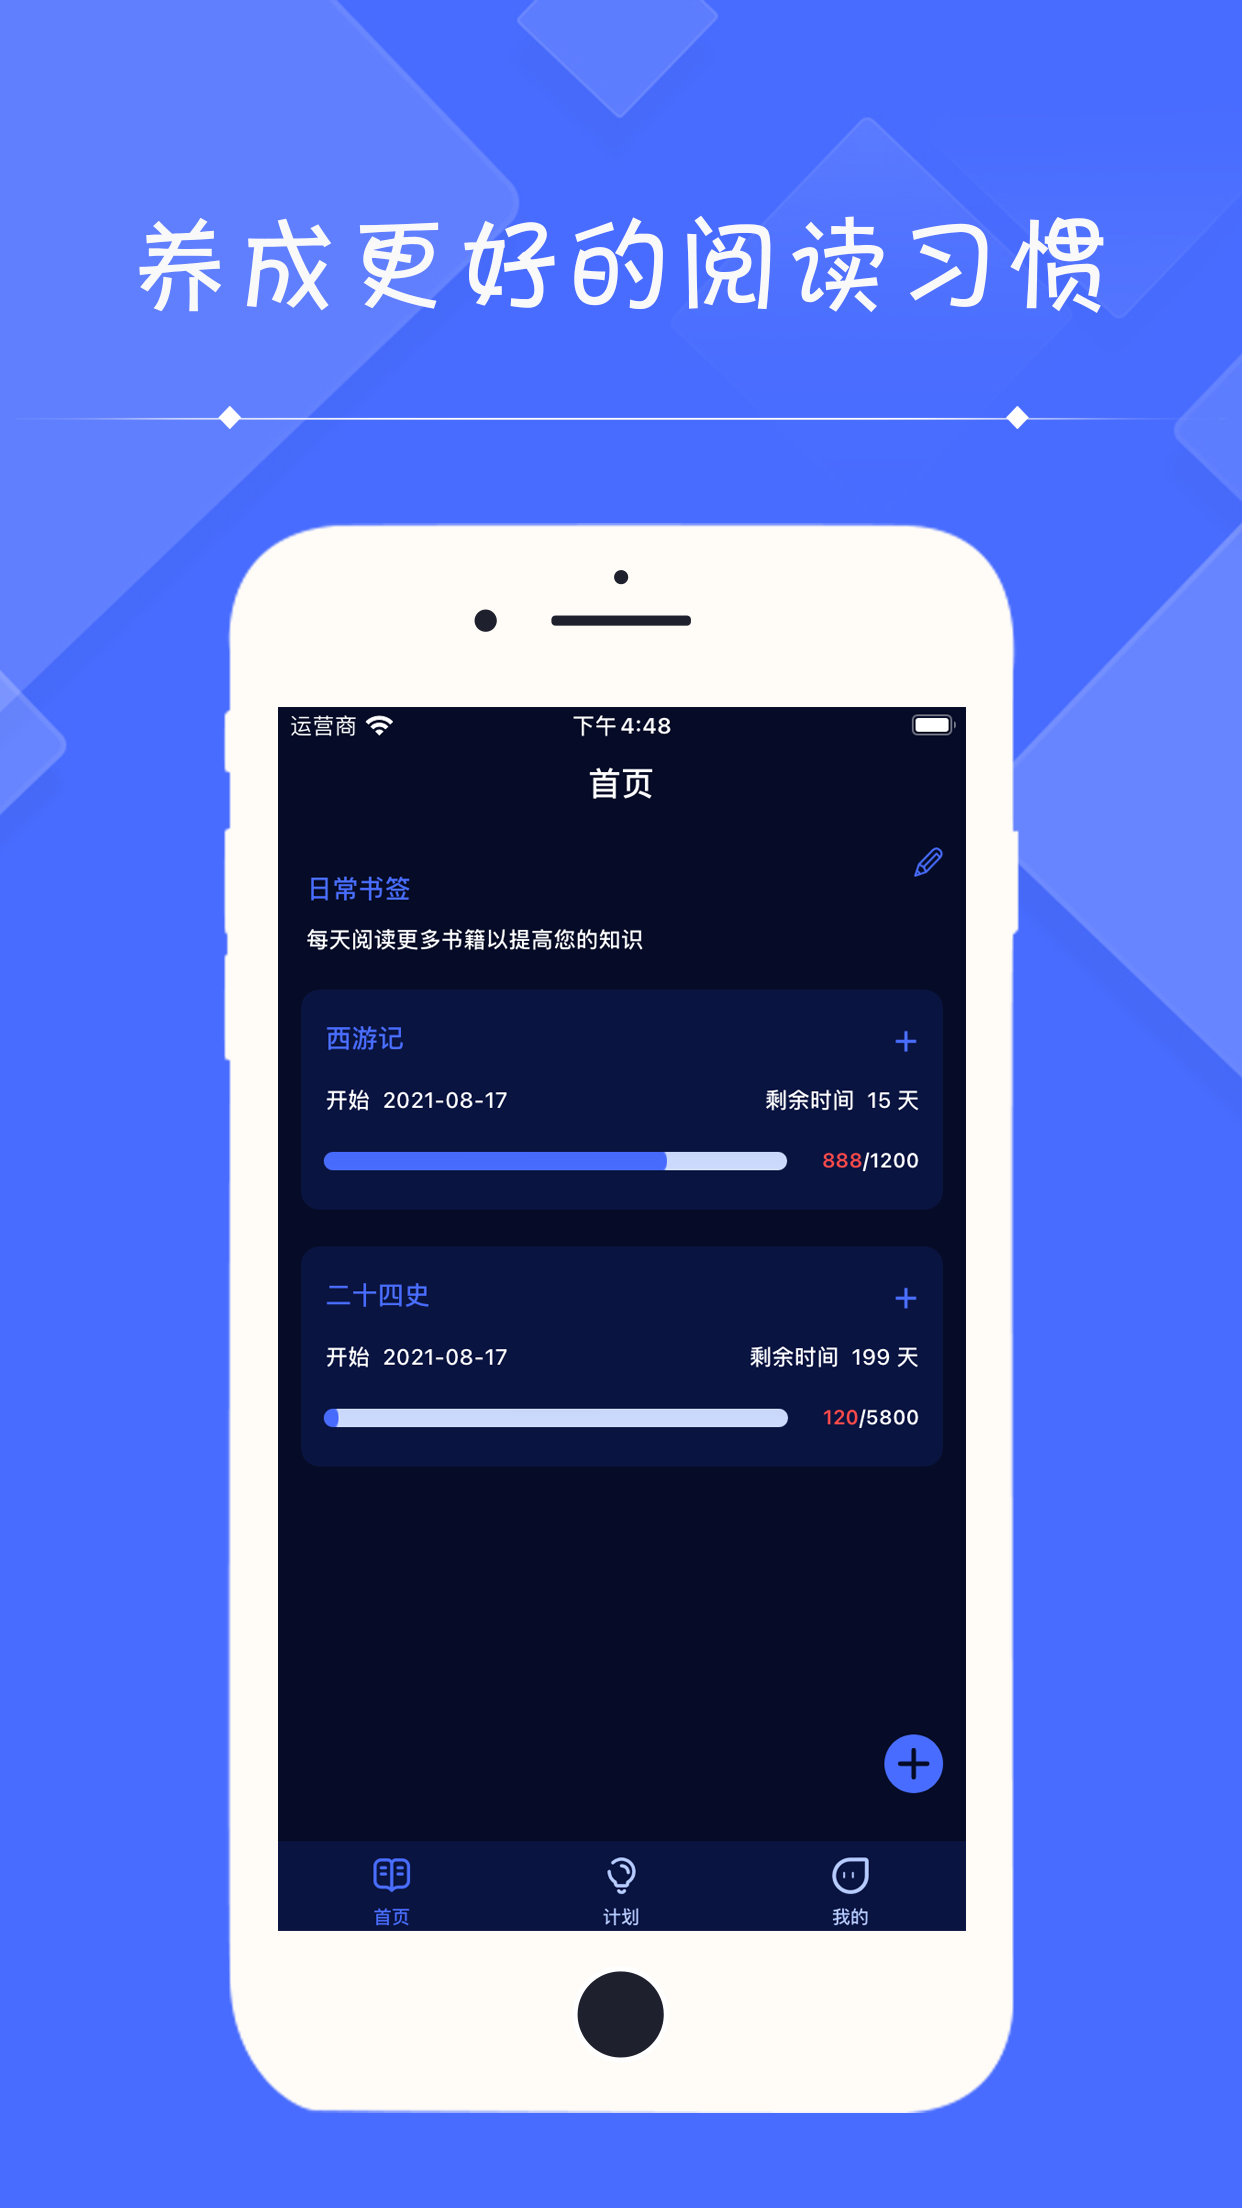 养成更好的阅读习惯
运营商 下午4:48
首页
日常书签
每天阅读更多书籍以提高您的知识
西游记
开始 2021-08-17 剩余时间 15 天
888/1200
二十四史
开始 2021-08-17 剩余时间 199 天
120/5800
首页 计划 我的